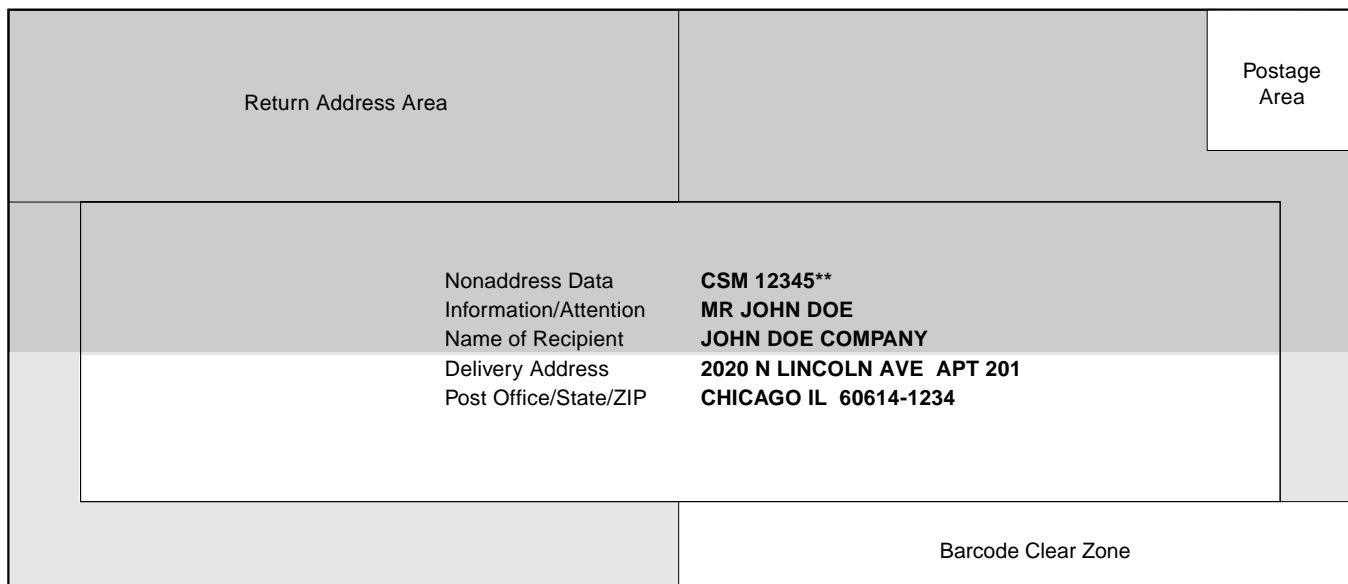 Return Address Area
Postage
Area
Nonaddress Data CSM 12345**
Information/Attention MR JOHN DOE
Name of Recipient JOHN DOE COMPANY
Delivery Address 2020 N LINCOLN AVE  APT 201
Post Office/State/ZIP CHICAGO IL  60614-1234
Barcode Clear Zone